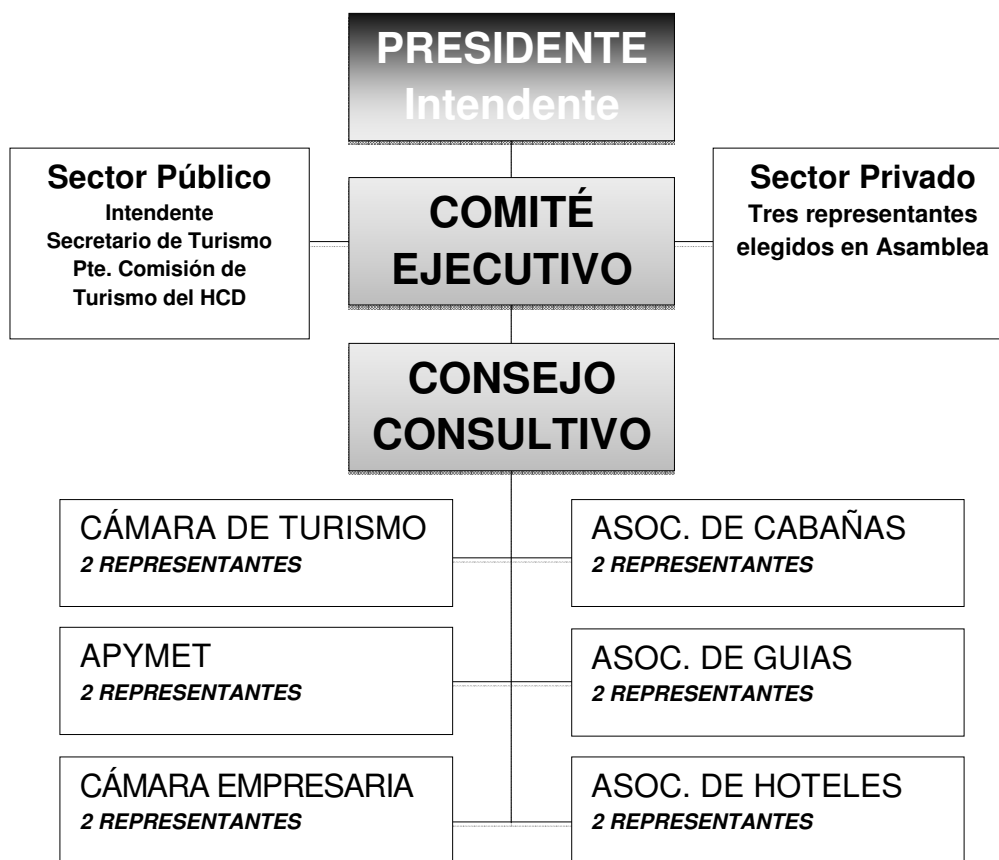 PRESIDENTE
Intendente
Sector Público
Intendente
Secretario de Turismo
Pte. Comisión de
Turismo del HCD
COMITÉ
EJECUTIVO
Sector Privado
Tres representantes
elegidos en Asamblea
CONSEJO
CONSULTIVO
CÁMARA DE TURISMO
2 REPRESENTANTES
ASOC. DE CABAÑAS
2 REPRESENTANTES
APYMET
2 REPRESENTANTES
ASOC. DE GUIAS
2 REPRESENTANTES
CÁMARA EMPRESARIA
2 REPRESENTANTES
ASOC. DE HOTELES
2 REPRESENTANTES